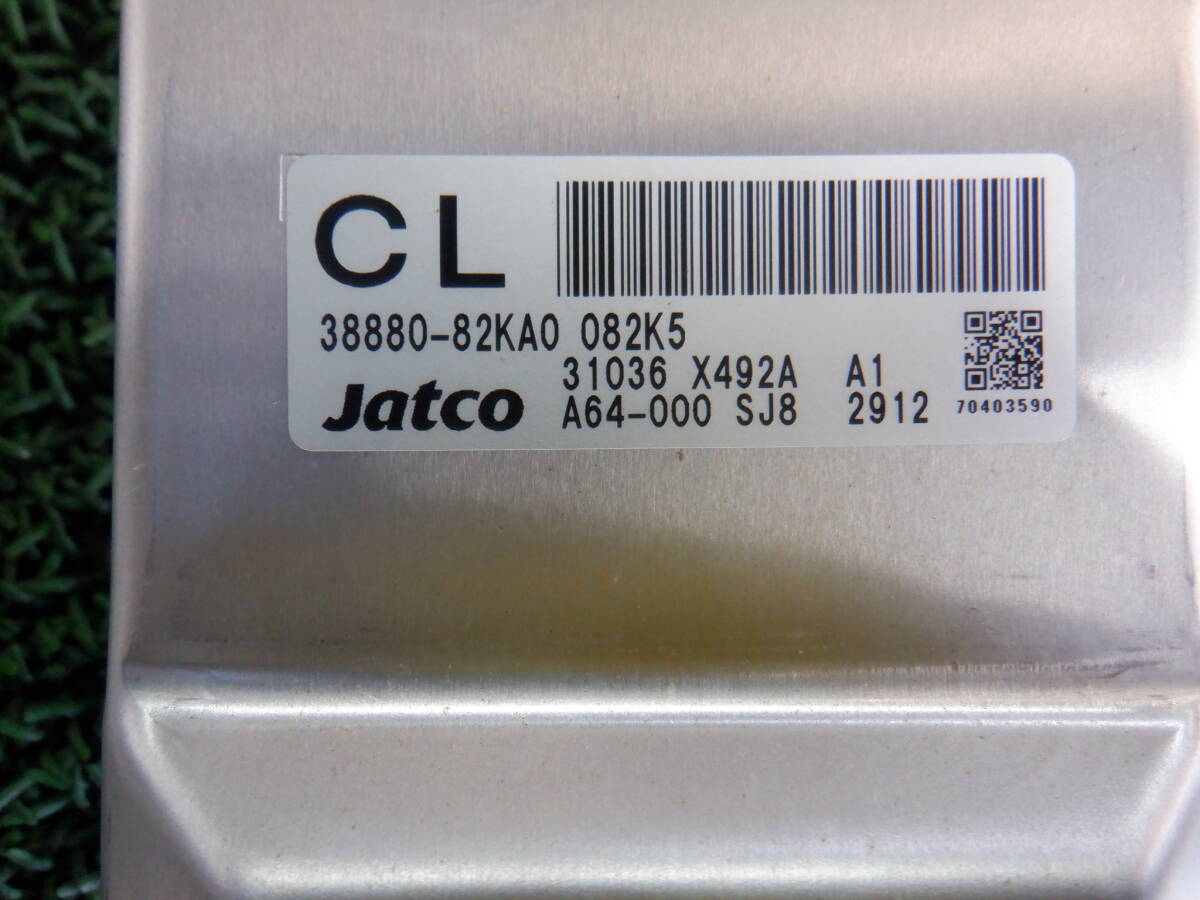 CL
38880-82KA0 082K5
31036 X492A A1
Jatco A64-000 SJ8 2912
70403590